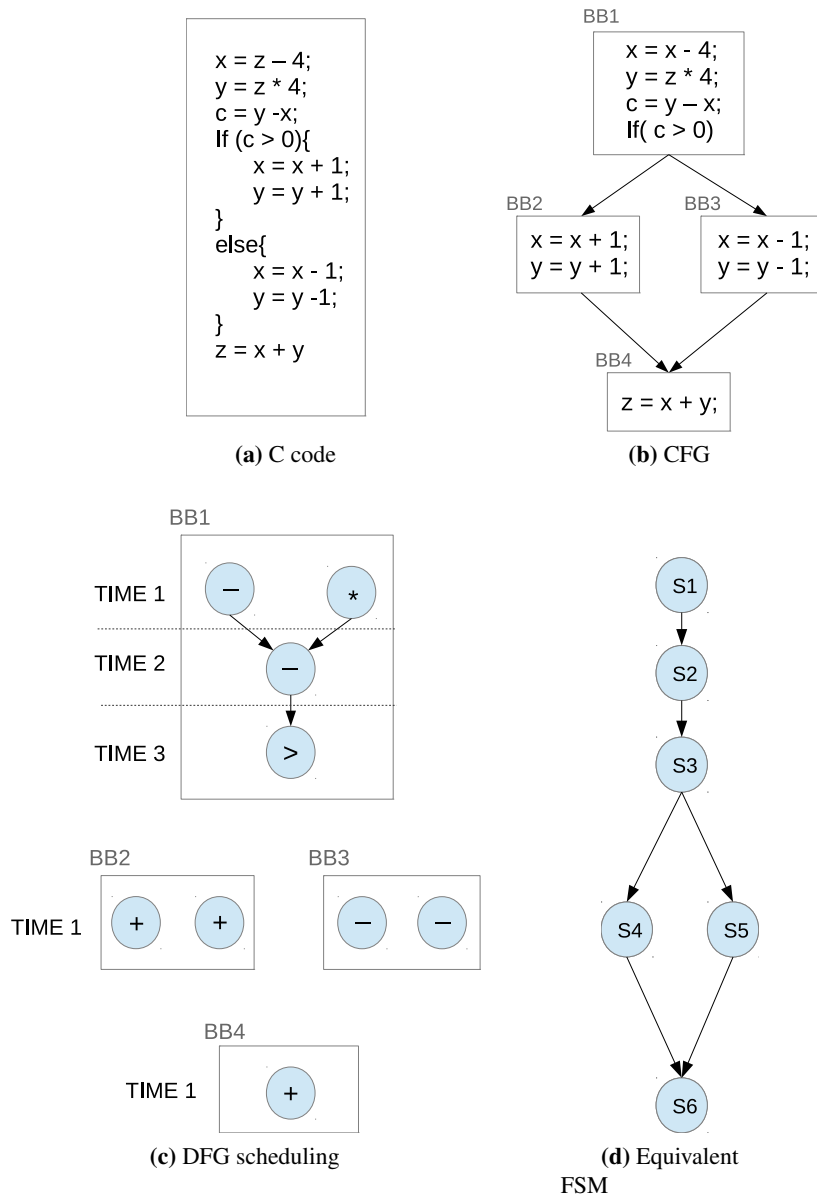 x = z – 4;
y = z * 4;
c = y -x;
If (c > 0){
x = x + 1;
y = y + 1;
}
else{
x = x - 1;
y = y -1;
}
z = x + y
(a) C code
BB1
x = x - 4;
y = z * 4;
c = y – x;
If( c > 0)
BB2
x = x + 1;
y = y + 1;
BB3
x = x - 1;
y = y - 1;
BB4
z = x + y;
(b) CFG
BB1
TIME 1
–
*
TIME 2
–
TIME 3
>
BB2
TIME 1
+ +
BB3
– –
BB4
TIME 1
+
(c) DFG scheduling
S1
S2
S3
S4 S5
S6
(d) Equivalent
FSM